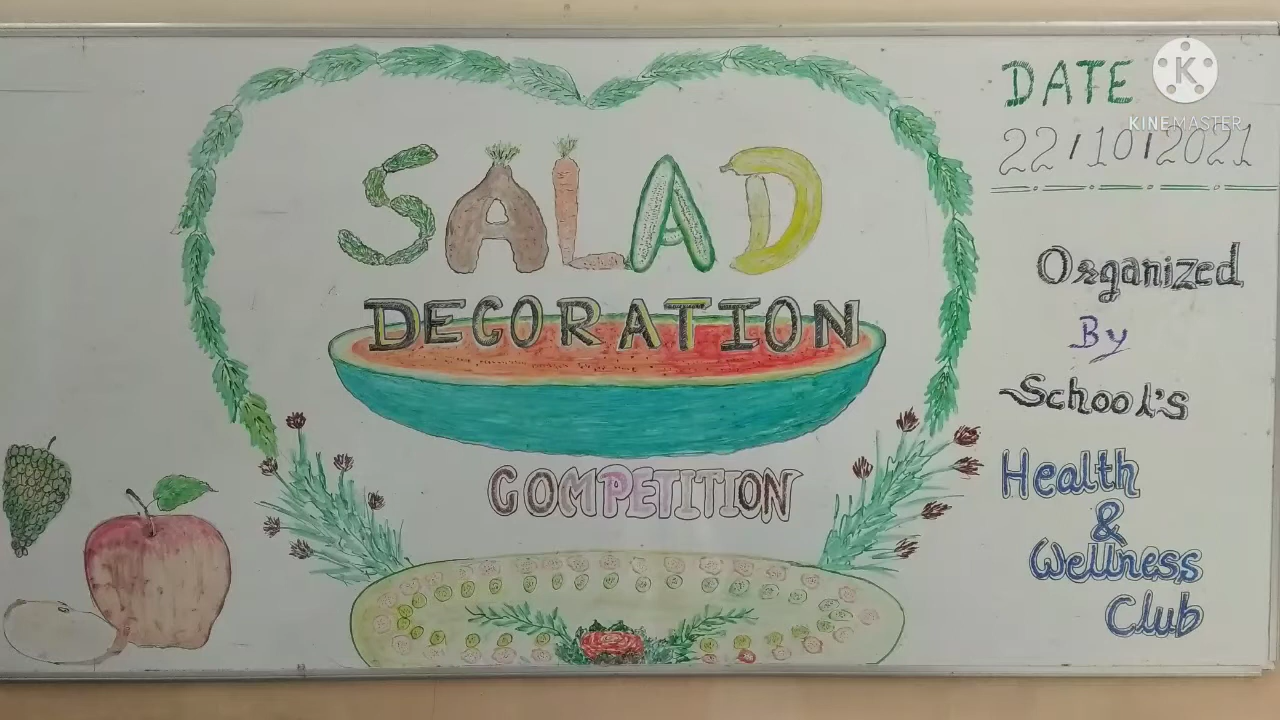 SALAD
DECORATION
COMPETITION
DATE
22/10/2021
Organized
By
School's
Health
&
Wellness
Club
K
KINEMASTER